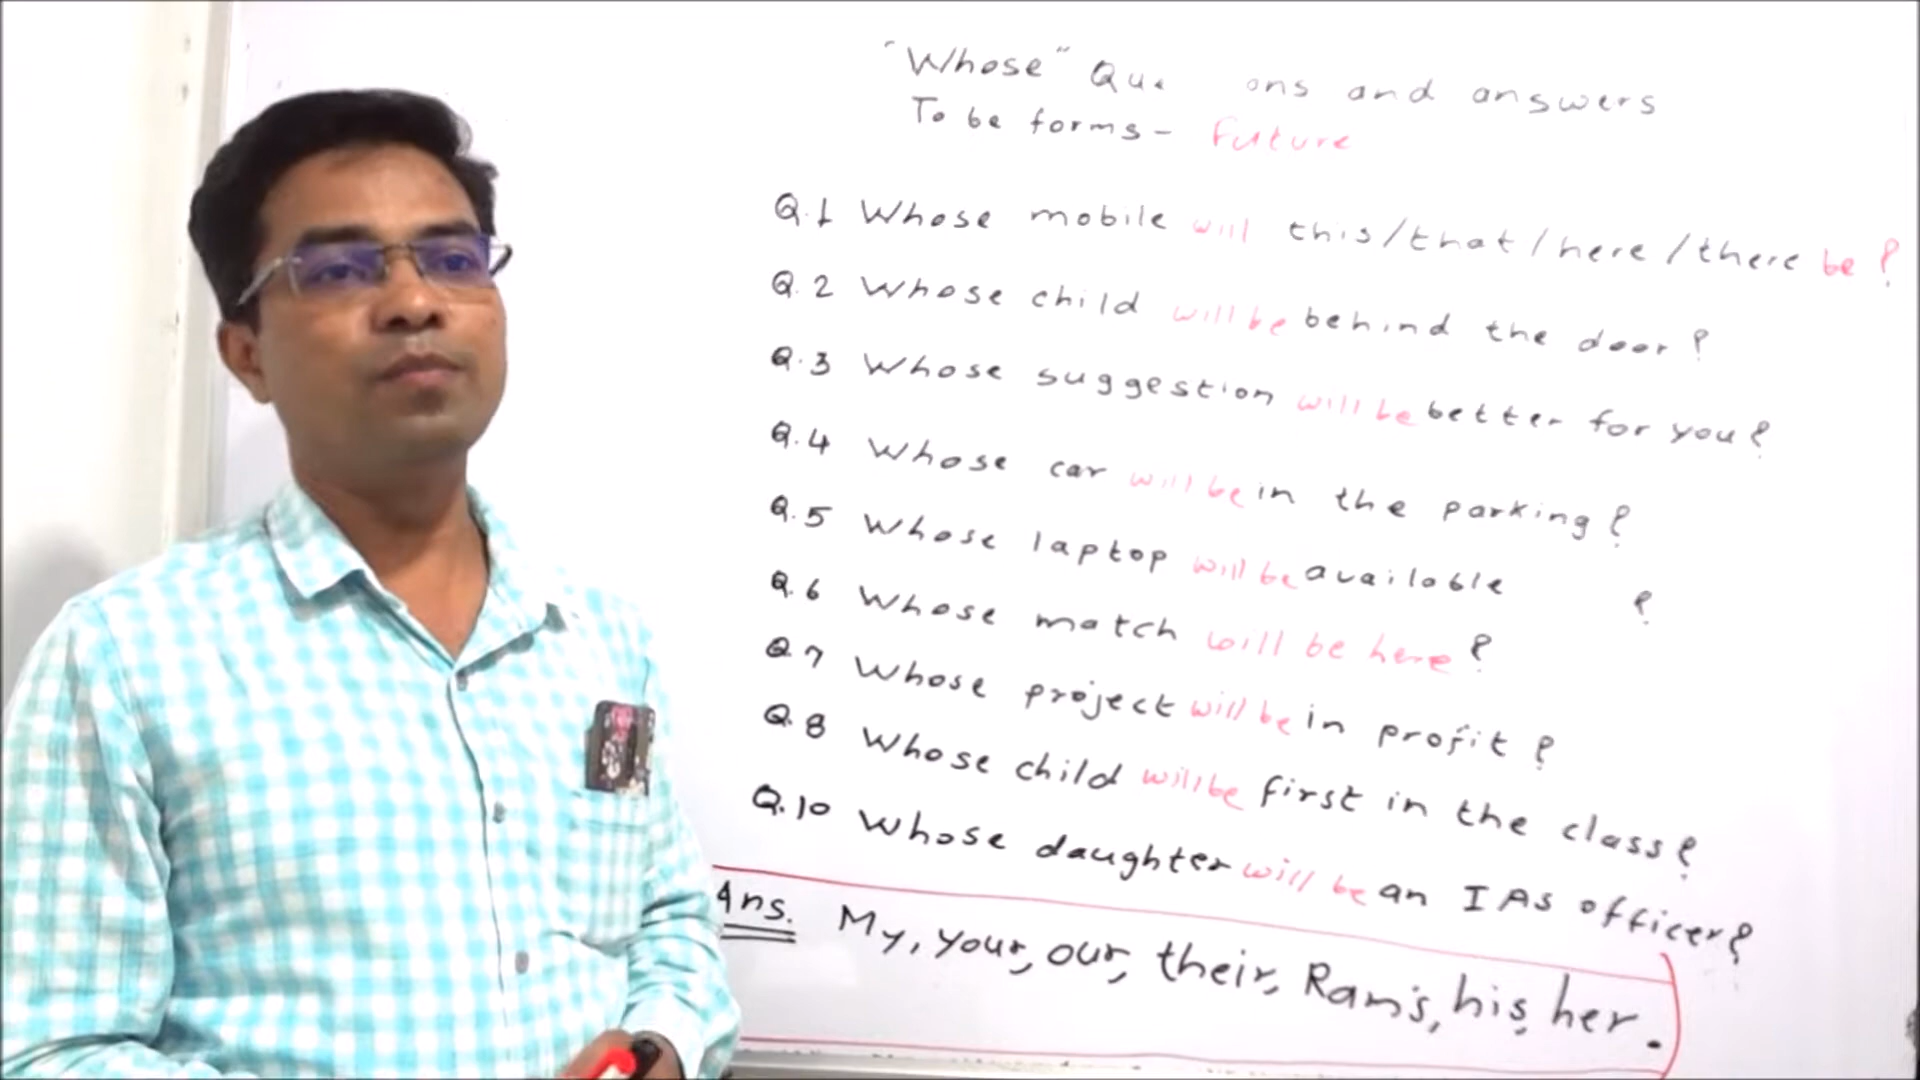 "Whose" Qu ons and answers
To be forms - Future
Q.1 Whose mobile will this/that/here/there be?
Q.2 Whose child will be behind the door?
Q.3 Whose suggestion will be better for you?
Q.4 Whose car will be in the parking?
Q.5 Whose laptop will be available ?
Q.6 Whose match will be here?
Q.7 Whose project will be in profit?
Q.8 Whose child will be first in the class?
Q.10 Whose daughter will be an IAS officer?
Ans. My, your, our, their, Ram's, his, her.